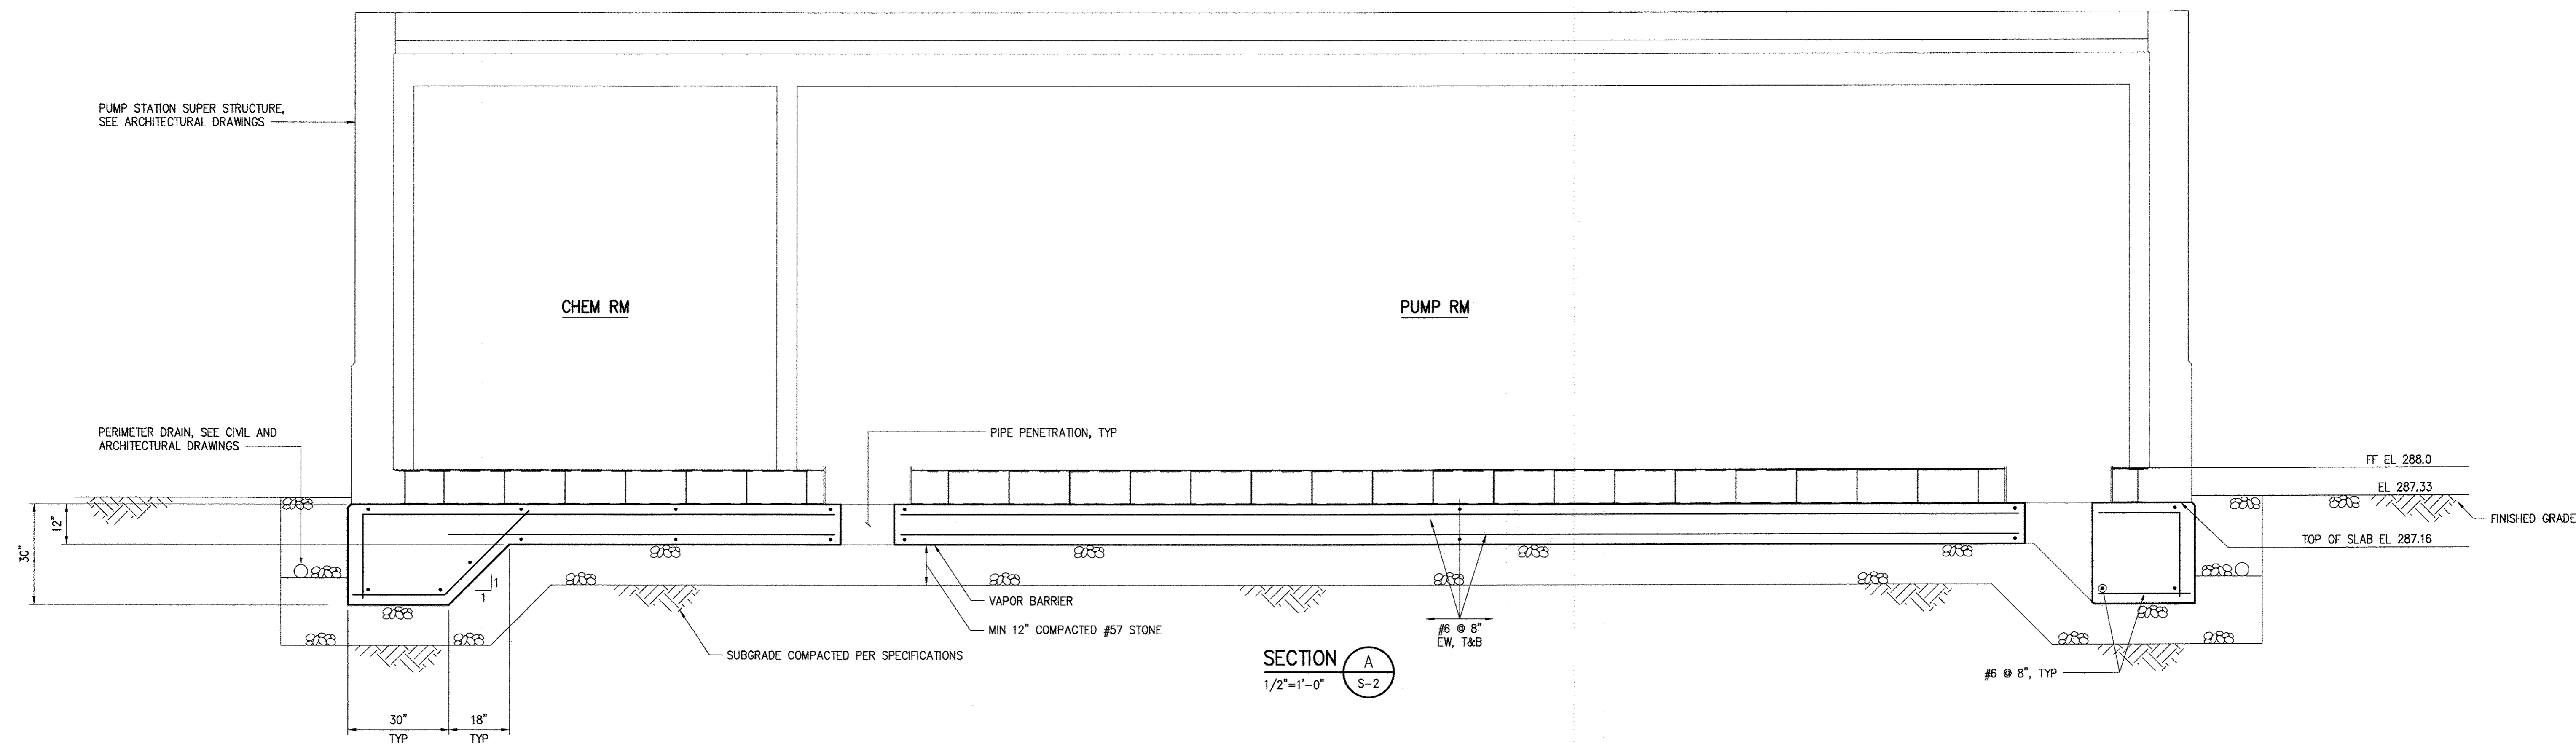 PUMP STATION SUPER STRUCTURE,
SEE ARCHITECTURAL DRAWINGS
CHEM RM
PUMP RM
PERIMETER DRAIN, SEE CIVIL AND
ARCHITECTURAL DRAWINGS
PIPE PENETRATION, TYP
FF EL 288.0
EL 287.33
FINISHED GRADE
TOP OF SLAB EL 287.16
12"
30"
1
1
VAPOR BARRIER
MIN 12" COMPACTED #57 STONE
SUBGRADE COMPACTED PER SPECIFICATIONS
#6 @ 8"
EW, T&B
#6 @ 8", TYP
SECTION A
1/2"=1'-0" S-2
30"
TYP
18"
TYP